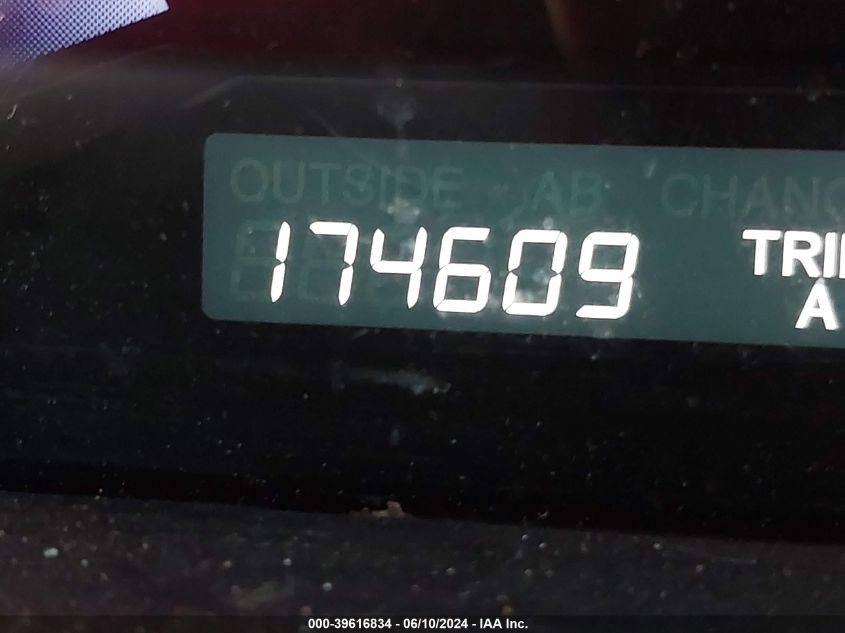 OUTSIDE AB CHANG
174609 TRI
A
000-39616834 - 06/10/2024 - IAA Inc.